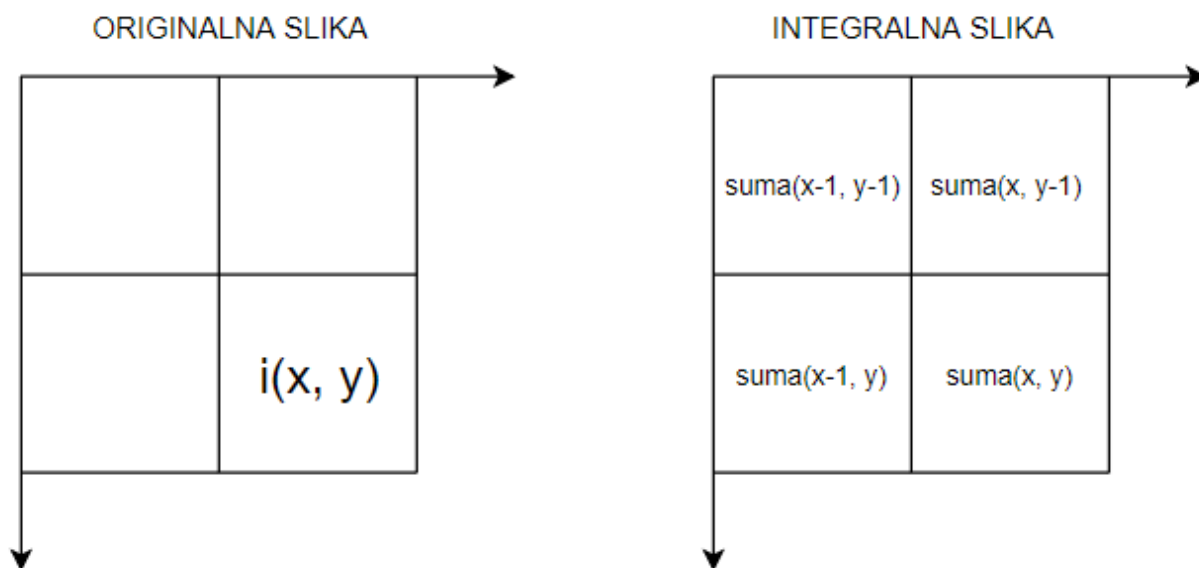 ORIGINALNA SLIKA
INTEGRALNA SLIKA
i(x, y)
suma(x-1, y-1)
suma(x, y-1)
suma(x-1, y)
suma(x, y)